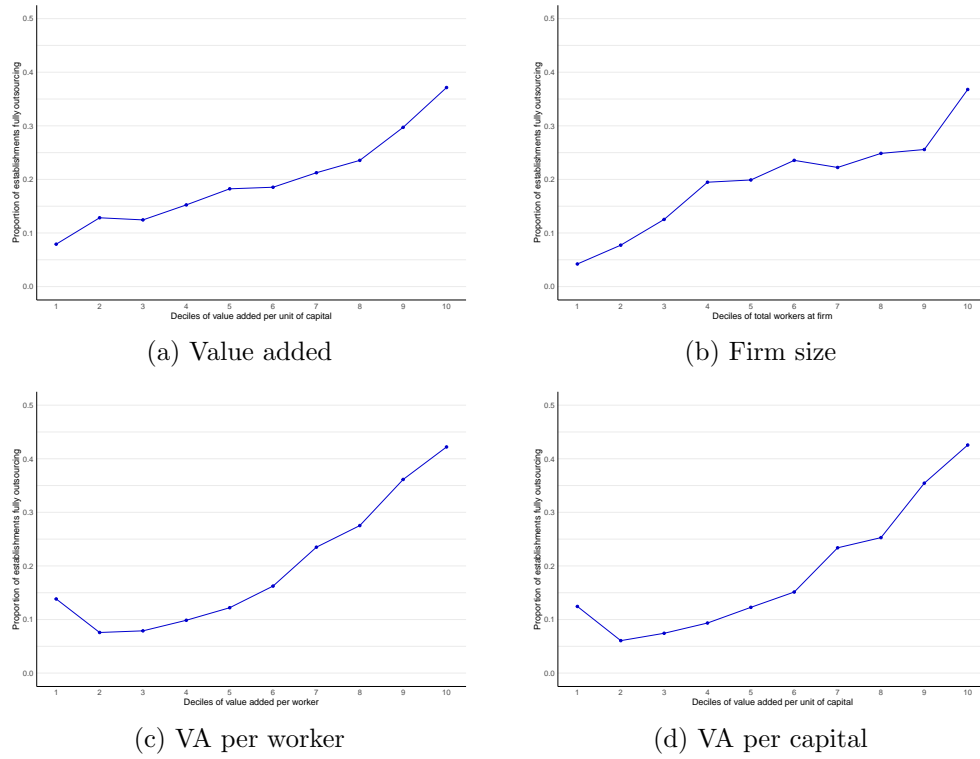 Proportion of establishments fully outsourcing
0.5
0.4
0.3
0.2
0.1
0.0
1 2 3 4 5 6 7 8 9 10
Deciles of value added per unit of capital
(a) Value added
Proportion of establishments fully outsourcing
0.5
0.4
0.3
0.2
0.1
0.0
1 2 3 4 5 6 7 8 9 10
Deciles of total workers at firm
(b) Firm size
Proportion of establishments fully outsourcing
0.5
0.4
0.3
0.2
0.1
0.0
1 2 3 4 5 6 7 8 9 10
Deciles of value added per worker
(c) VA per worker
Proportion of establishments fully outsourcing
0.5
0.4
0.3
0.2
0.1
0.0
1 2 3 4 5 6 7 8 9 10
Deciles of value added per unit of capital
(d) VA per capital